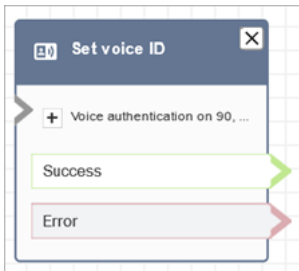 Set voice ID
Voice authentication on 90, ...
Success
Error